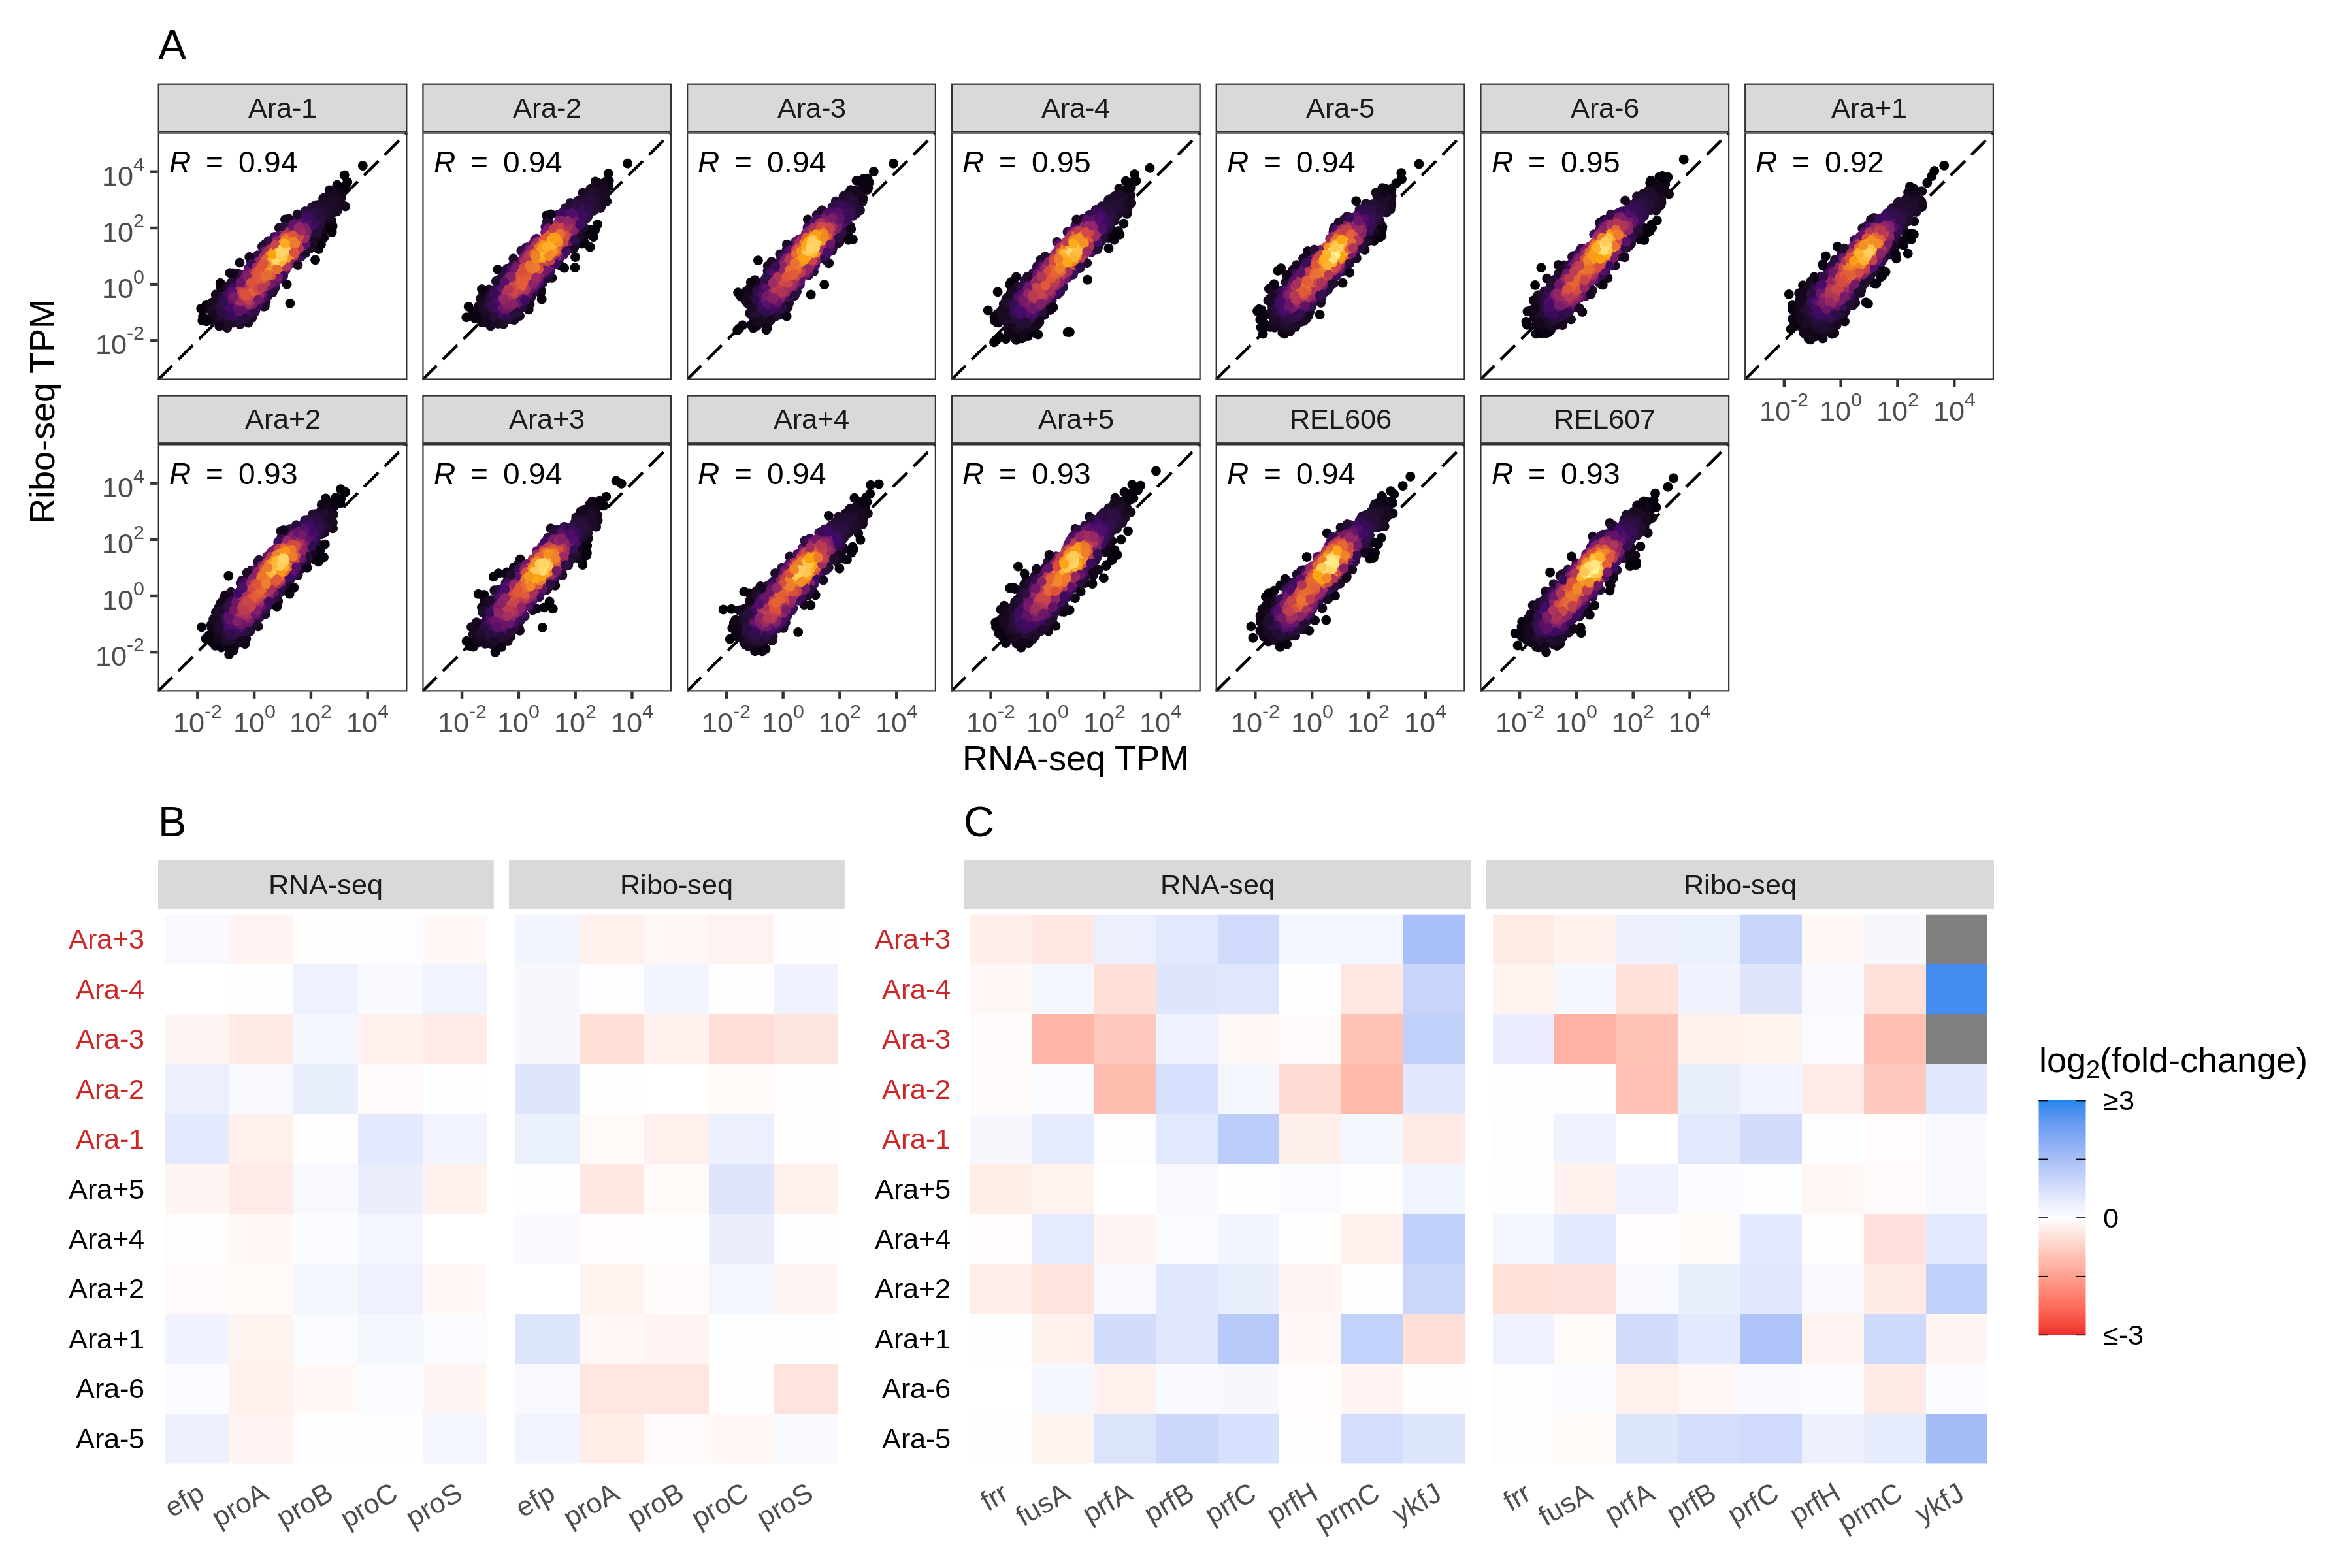 A
Ara-1 Ara-2 Ara-3 Ara-4 Ara-5 Ara-6 Ara+1
R = 0.94 R = 0.94 R = 0.94 R = 0.95 R = 0.94 R = 0.95 R = 0.92
10^4
10^2
10^0
10^-2
10^-2 10^0 10^2 10^4
Ribo-seq TPM
Ara+2 Ara+3 Ara+4 Ara+5 REL606 REL607
R = 0.93 R = 0.94 R = 0.94 R = 0.93 R = 0.94 R = 0.93
10^4
10^2
10^0
10^-2
10^-2 10^0 10^2 10^4 10^-2 10^0 10^2 10^4 10^-2 10^0 10^2 10^4 10^-2 10^0 10^2 10^4 10^-2 10^0 10^2 10^4 10^-2 10^0 10^2 10^4
RNA-seq TPM
B
RNA-seq Ribo-seq
Ara+3
Ara-4
Ara-3
Ara-2
Ara-1
Ara+5
Ara+4
Ara+2
Ara+1
Ara-6
Ara-5
efp proA proB proC proS efp proA proB proC proS
C
RNA-seq Ribo-seq
Ara+3
Ara-4
Ara-3
Ara-2
Ara-1
Ara+5
Ara+4
Ara+2
Ara+1
Ara-6
Ara-5
frr fusA prfA prfB prfC prfH prmC ykfJ frr fusA prfA prfB prfC prfH prmC ykfJ
log₂(fold-change)
≥3
0
≤-3